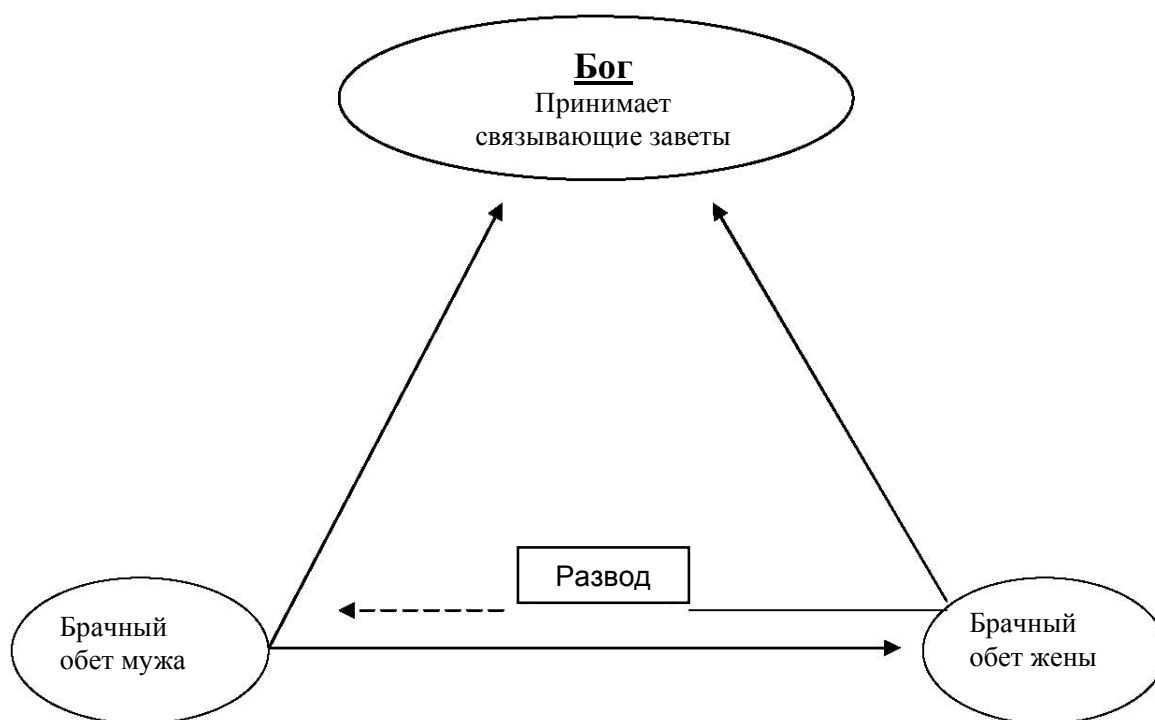 Бог
Принимает
связывающие заветы
Развод
Брачный
обет мужа
Брачный
обет жены